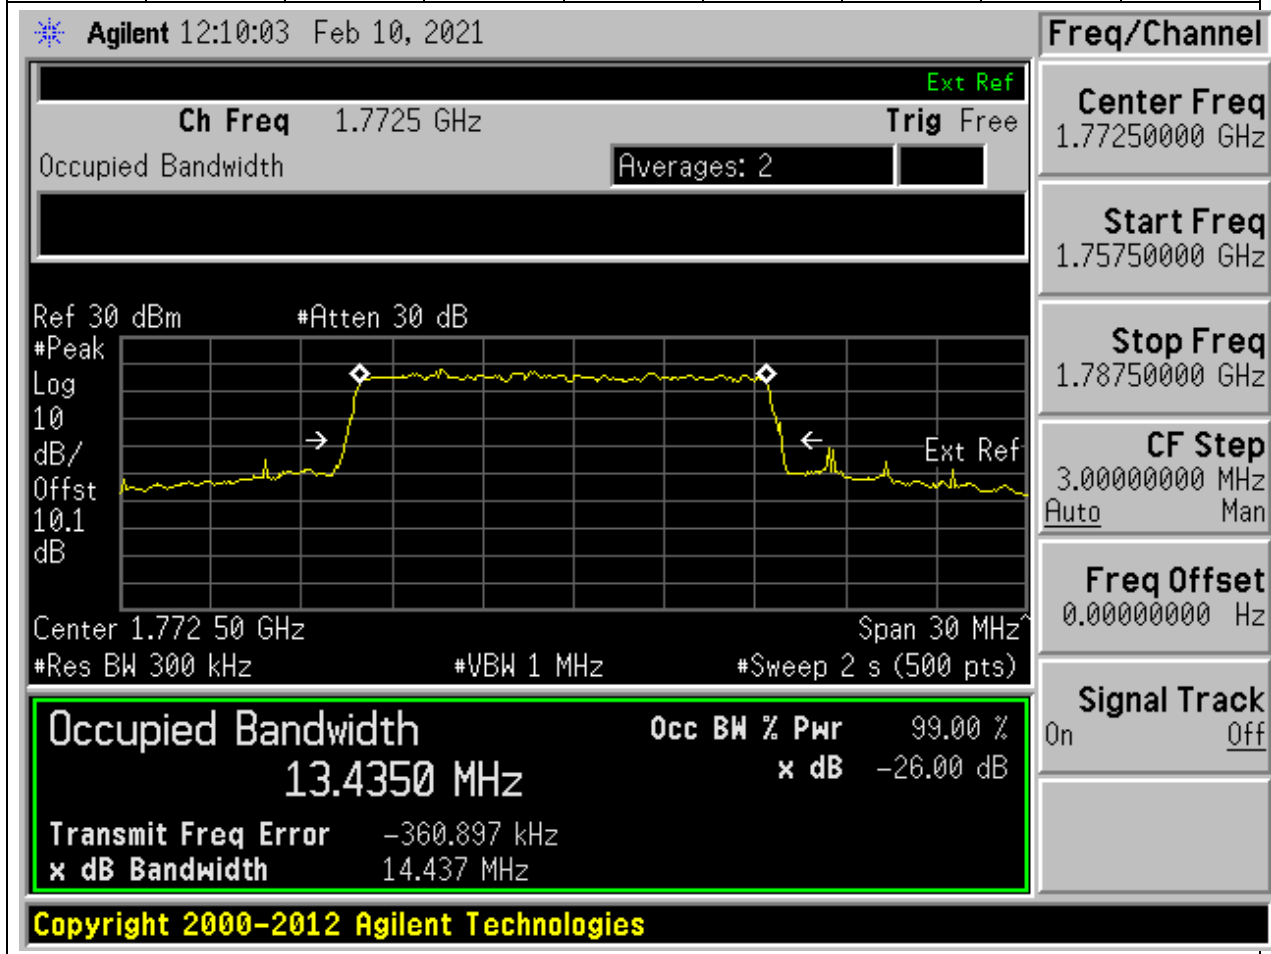 Agilent 12:10:03 Feb 10, 2021
Freq/Channel
Ext Ref
Ch Freq 1.7725 GHz Trig Free
Occupied Bandwidth Averages: 2
Center Freq
1.77250000 GHz
Start Freq
1.75750000 GHz
Stop Freq
1.78750000 GHz
CF Step
3.00000000 MHz
Auto Man
Freq Offset
0.00000000 Hz
Signal Track
On Off
Ref 30 dBm #Atten 30 dB
#Peak
Log
10
dB/
Offst
10.1
dB
Ext Ref
Center 1.772 50 GHz Span 30 MHz^
#Res BW 300 kHz #VBW 1 MHz #Sweep 2 s (500 pts)
Occupied Bandwidth Occ BW % Pwr 99.00 %
13.4350 MHz x dB -26.00 dB
Transmit Freq Error -360.897 kHz
x dB Bandwidth 14.437 MHz
Copyright 2000-2012 Agilent Technologies